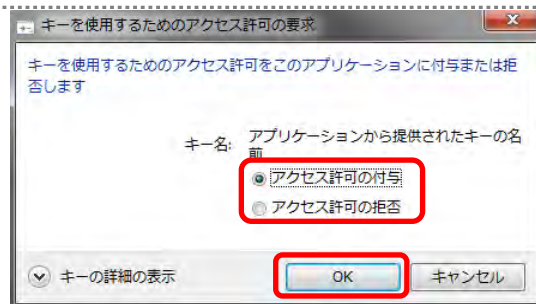 キーを使用するためのアクセス許可の要求
キーを使用するためのアクセス許可をこのアプリケーションに付与または拒
否します
キー名: アプリケーションから提供されたキーの名
前
アクセス許可の付与
アクセス許可の拒否
キーの詳細の表示 OK キャンセル